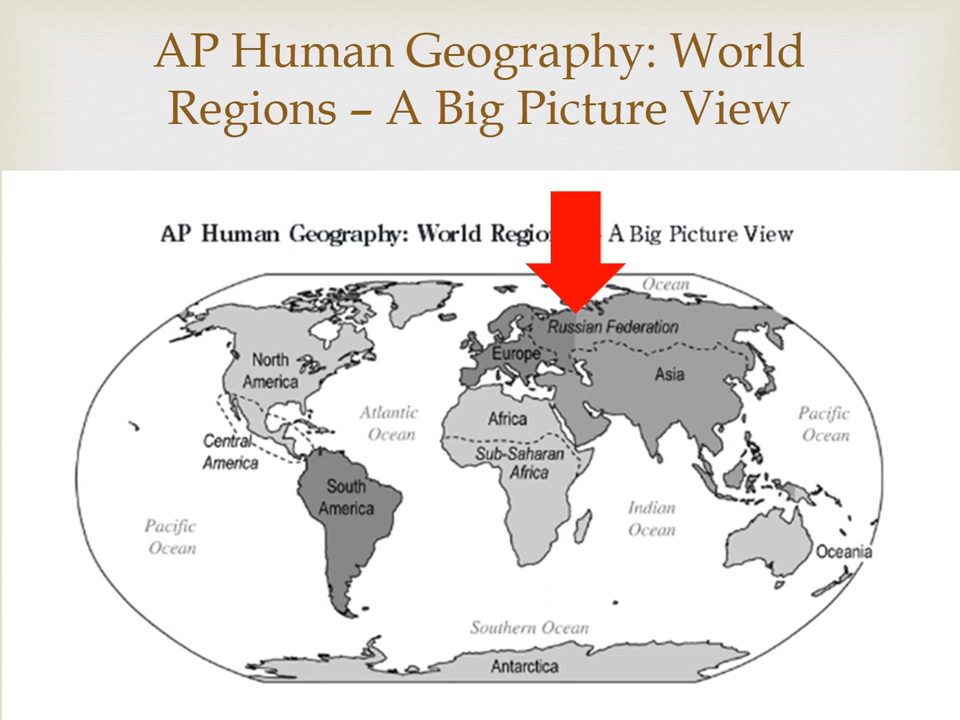 AP Human Geography: World
Regions – A Big Picture View
AP Human Geography: World Regio – A Big Picture View
Ocean
Russian Federation
Europe
North
America
Asia
Atlantic
Ocean
Africa
Pacific
Ocean
Central
America
Sub-Saharan
Africa
South
America
Indian
Ocean
Pacific
Ocean
Oceania
Southern Ocean
Antarctica